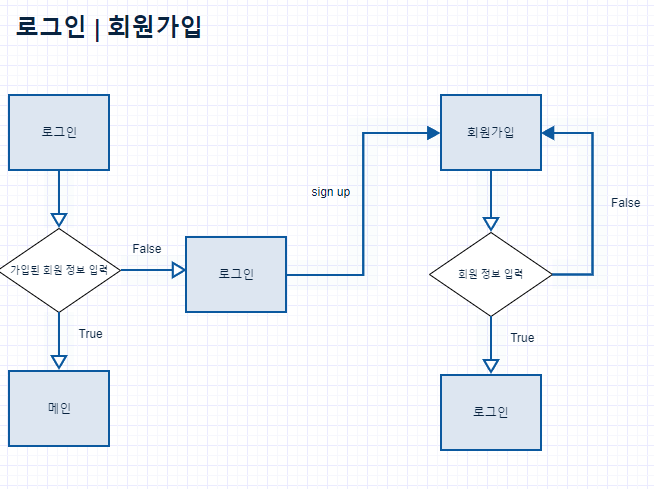 로그인 | 회원가입
로그인
가입된 회원 정보 입력
False
True
메인
로그인
sign up
회원가입
False
회원 정보 입력
True
로그인